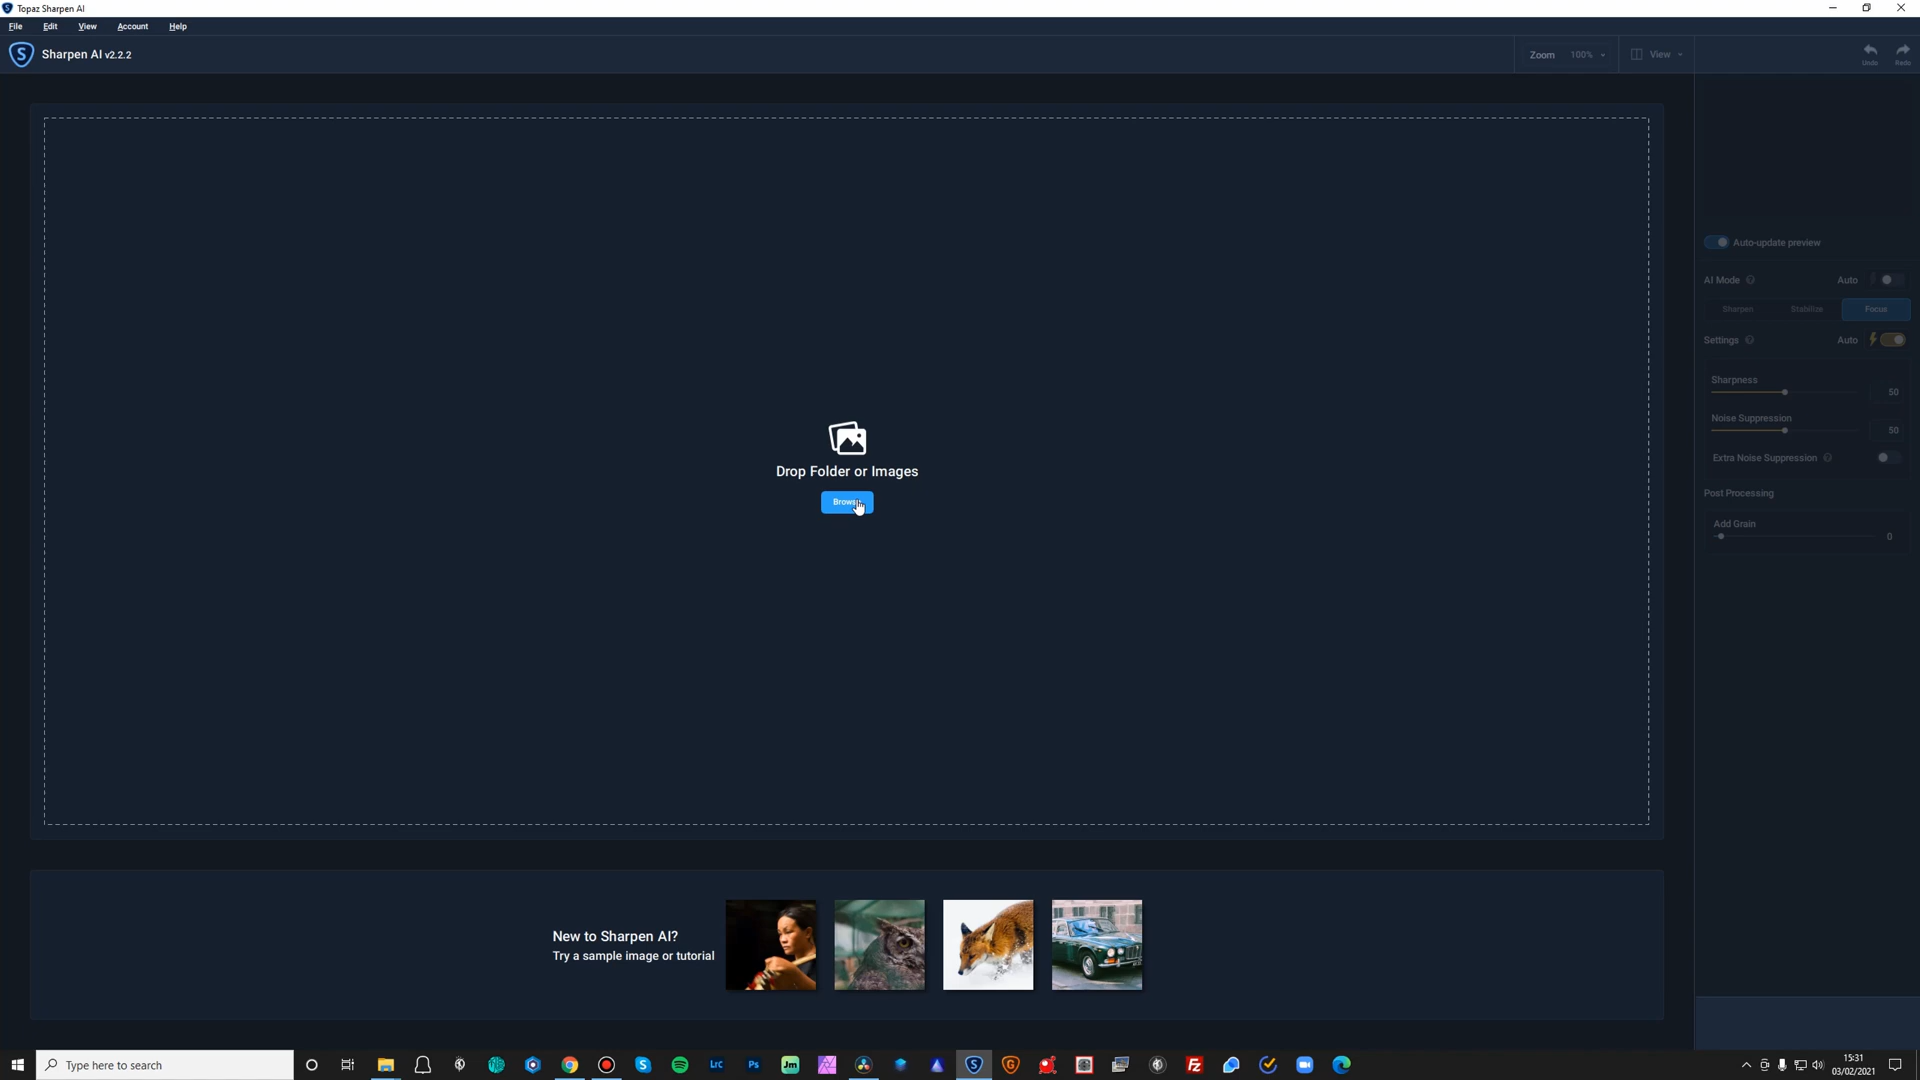 Topaz Sharpen AI
File Edit View Account Help
Sharpen AI v2.2.2
Zoom 100% View
Undo Redo
Auto-update preview
AI Mode Auto
Sharpen Stabilize Focus
Settings Auto
Sharpness
50
Noise Suppression
50
Extra Noise Suppression
Post Processing
Add Grain
0
Drop Folder or Images
New to Sharpen AI?
Try a sample image or tutorial
Type here to search
LrC Ps Jm
15:31
03/02/2021